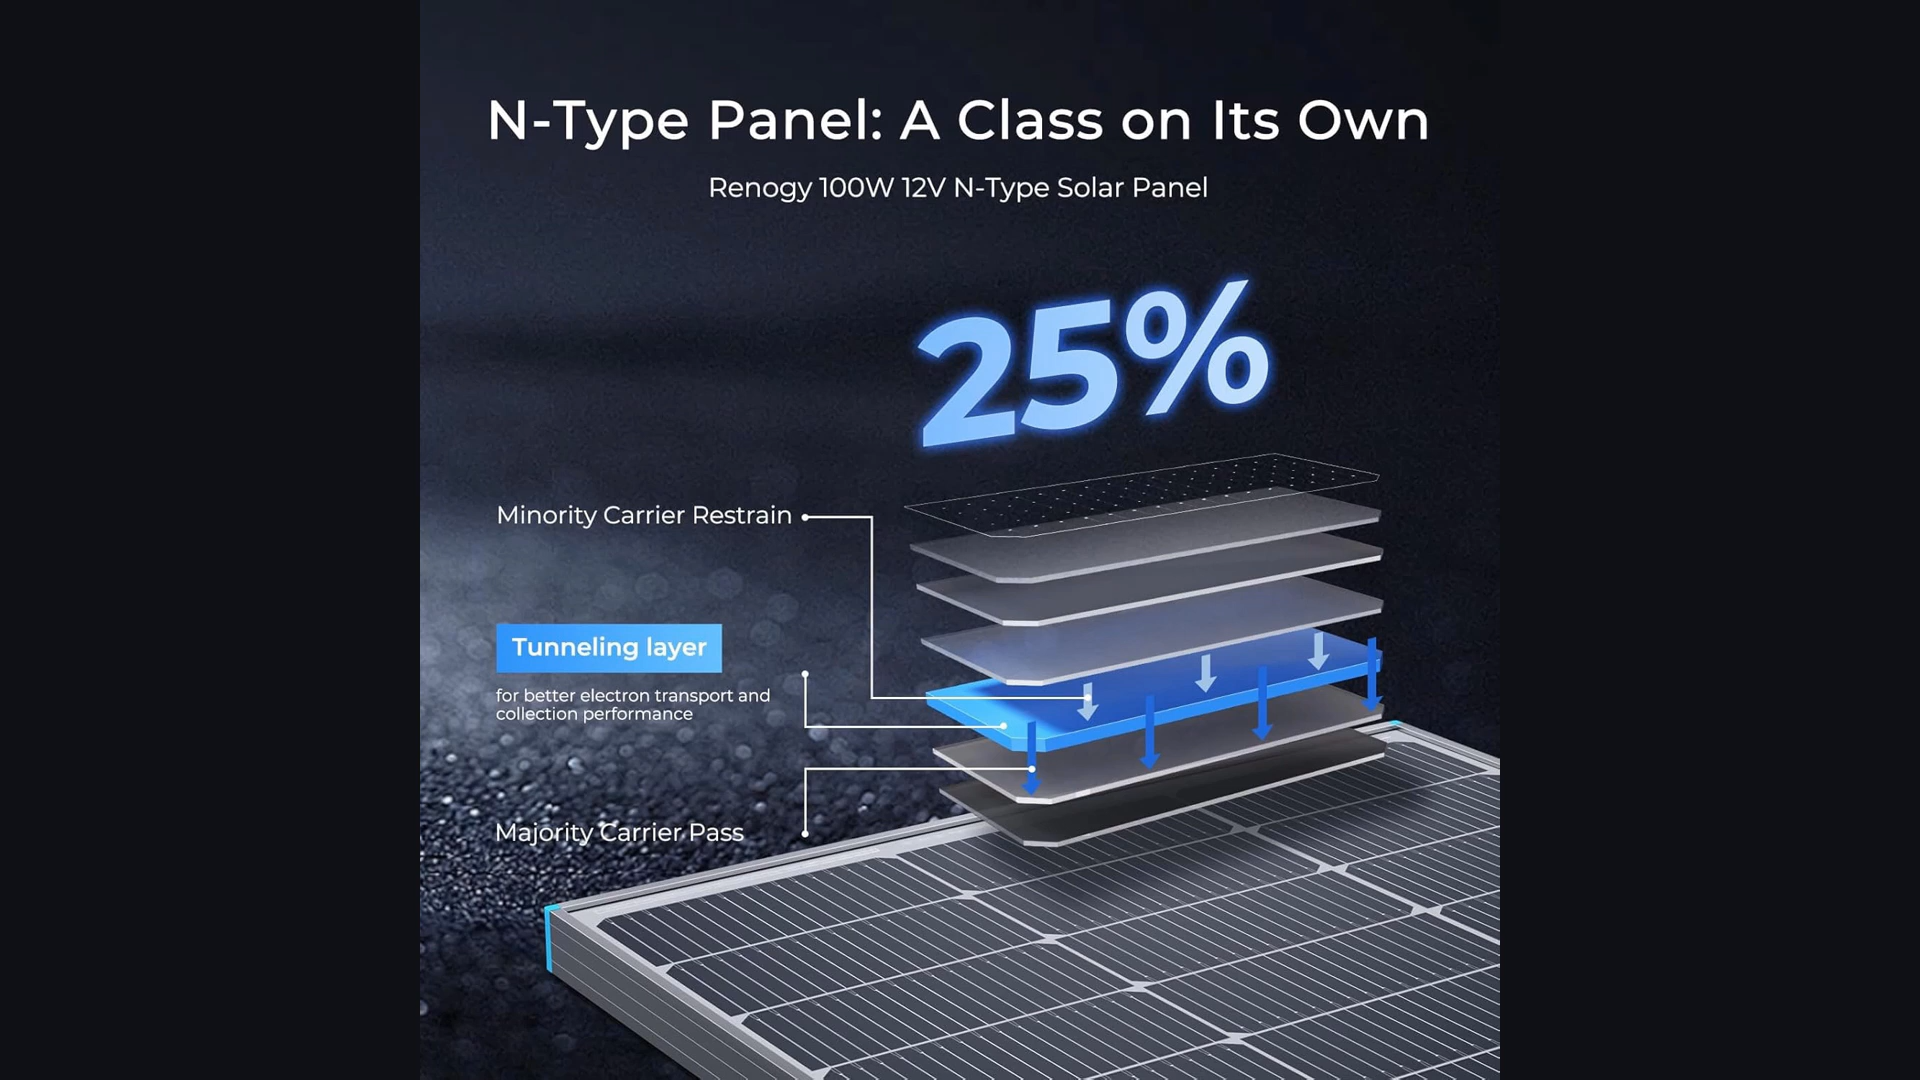 N-Type Panel: A Class on Its Own
Renogy 100W 12V N-Type Solar Panel
25%
Minority Carrier Restrain
Tunneling layer
for better electron transport and
collection performance
Majority Carrier Pass